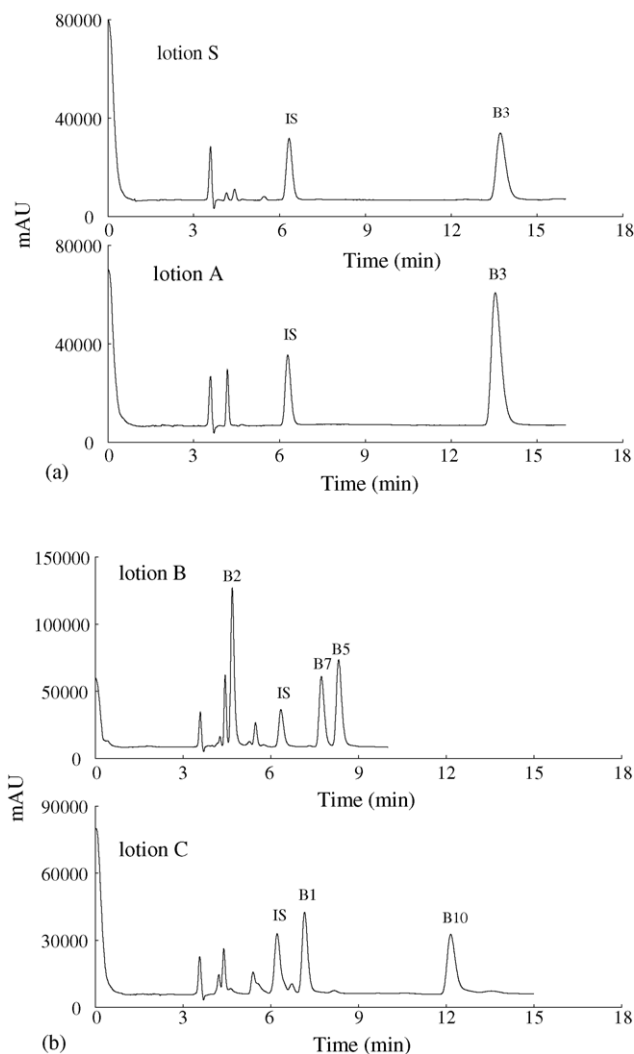 80000
lotion S
IS
B3
40000
0
0 3 6 9 12 15 18
Time (min)
mAU
80000
lotion A
B3
IS
40000
0
0 3 6 9 12 15 18
(a)
Time (min)
150000
lotion B
B2
100000
B5
B7
IS
50000
0
0 3 6 9 12 15 18
Time (min)
mAU
90000
lotion C
60000
B1
IS
B10
30000
0
0 3 6 9 12 15 18
(b)
Time (min)